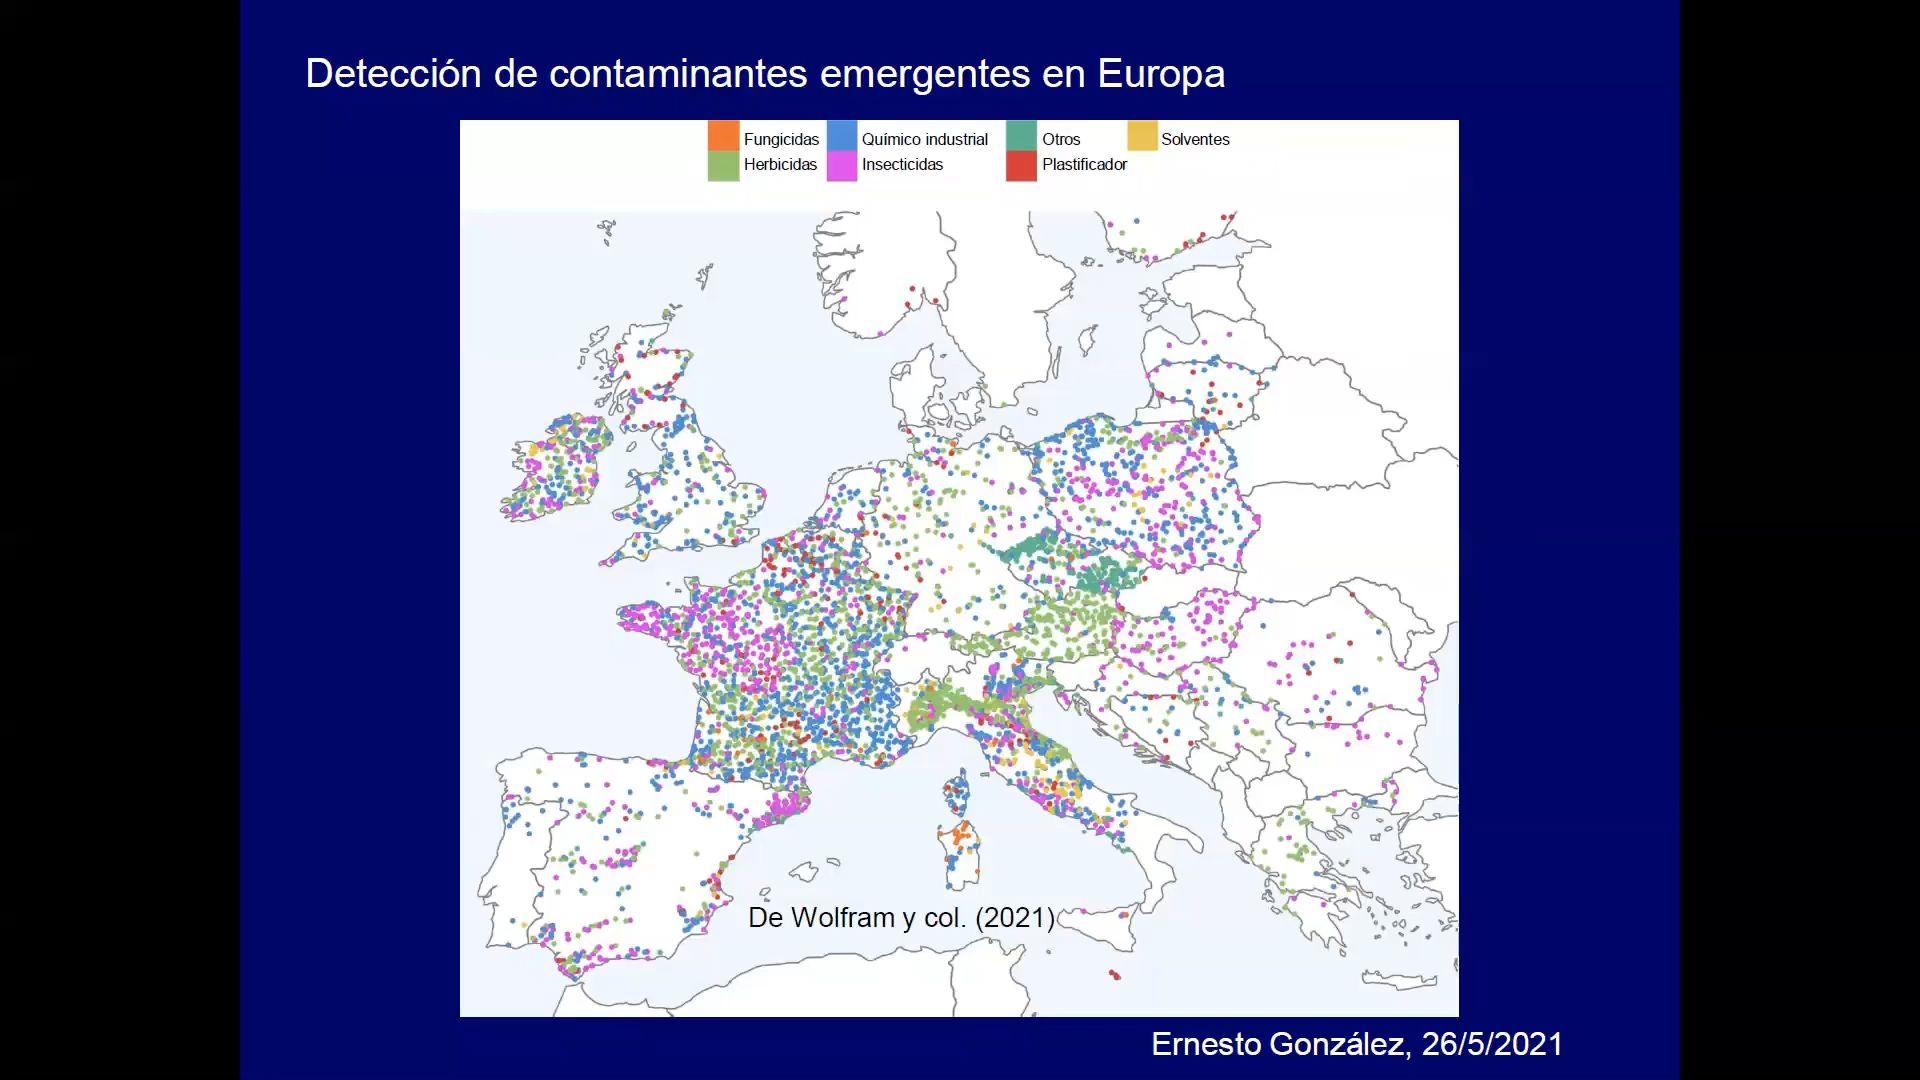 Detección de contaminantes emergentes en Europa
Fungicidas Químico industrial Otros Solventes
Herbicidas Insecticidas Plastificador
De Wolfram y col. (2021)
Ernesto González, 26/5/2021